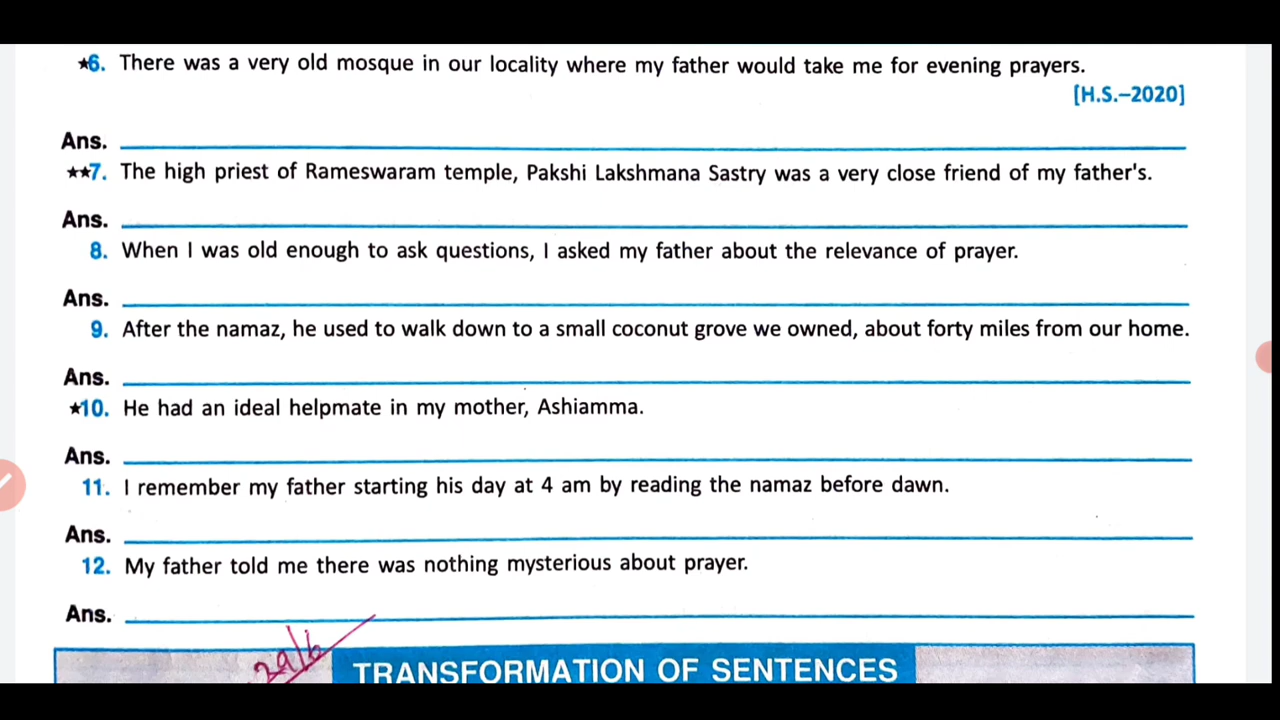 ★6. There was a very old mosque in our locality where my father would take me for evening prayers.
[H.S.–2020]
Ans.
★★7. The high priest of Rameswaram temple, Pakshi Lakshmana Sastry was a very close friend of my father's.
Ans.
8. When I was old enough to ask questions, I asked my father about the relevance of prayer.
Ans.
9. After the namaz, he used to walk down to a small coconut grove we owned, about forty miles from our home.
Ans.
★10. He had an ideal helpmate in my mother, Ashiamma.
Ans.
11. I remember my father starting his day at 4 am by reading the namaz before dawn.
Ans.
12. My father told me there was nothing mysterious about prayer.
Ans.
29/6
TRANSFORMATION OF SENTENCES